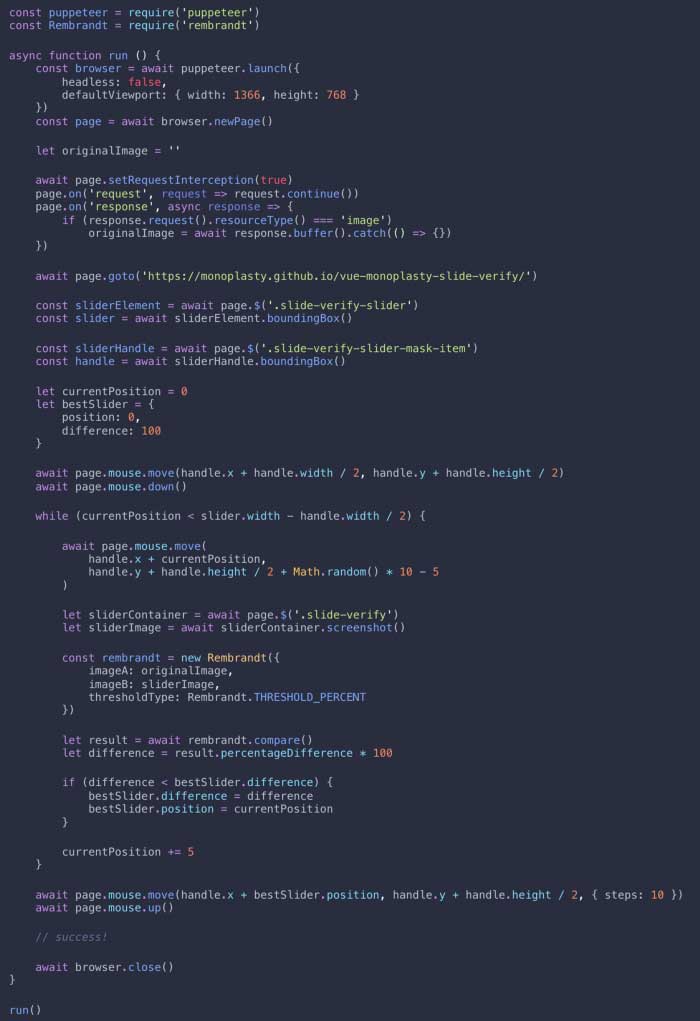 const puppeteer = require('puppeteer')
const Rembrandt = require('rembrandt')

async function run () {
    const browser = await puppeteer.launch({
        headless: false,
        defaultViewport: { width: 1366, height: 768 }
    })
    const page = await browser.newPage()

    let originalImage = ''

    await page.setRequestInterception(true)
    page.on('request', request => request.continue())
    page.on('response', async response => {
        if (response.request().resourceType() === 'image')
            originalImage = await response.buffer().catch(() => {})
    })

    await page.goto('https://monoplasty.github.io/vue-monoplasty-slide-verify/')

    const sliderElement = await page.$('.slide-verify-slider')
    const slider = await sliderElement.boundingBox()

    const sliderHandle = await page.$('.slide-verify-slider-mask-item')
    const handle = await sliderHandle.boundingBox()

    let currentPosition = 0
    let bestSlider = {
        position: 0,
        difference: 100
    }

    await page.mouse.move(handle.x + handle.width / 2, handle.y + handle.height / 2)
    await page.mouse.down()

    while (currentPosition < slider.width - handle.width / 2) {

        await page.mouse.move(
            handle.x + currentPosition,
            handle.y + handle.height / 2 + Math.random() * 10 - 5
        )

        let sliderContainer = await page.$('.slide-verify')
        let sliderImage = await sliderContainer.screenshot()

        const rembrandt = new Rembrandt({
            imageA: originalImage,
            imageB: sliderImage,
            thresholdType: Rembrandt.THRESHOLD_PERCENT
        })

        let result = await rembrandt.compare()
        let difference = result.percentageDifference * 100

        if (difference < bestSlider.difference) {
            bestSlider.difference = difference
            bestSlider.position = currentPosition
        }

        currentPosition += 5
    }

    await page.mouse.move(handle.x + bestSlider.position, handle.y + handle.height / 2, { steps: 10 })
    await page.mouse.up()

    // success!

    await browser.close()
}

run()